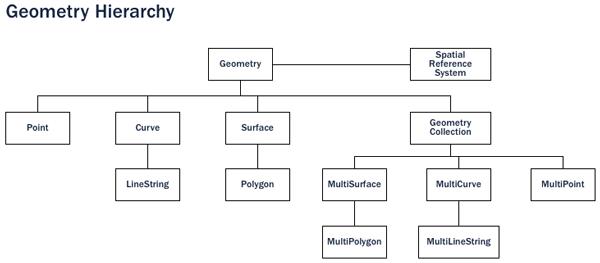 Geometry Hierarchy
Geometry
Spatial
Reference
System
Point
Curve
Surface
Geometry
Collection
LineString
Polygon
MultiSurface
MultiCurve
MultiPoint
MultiPolygon
MultiLineString